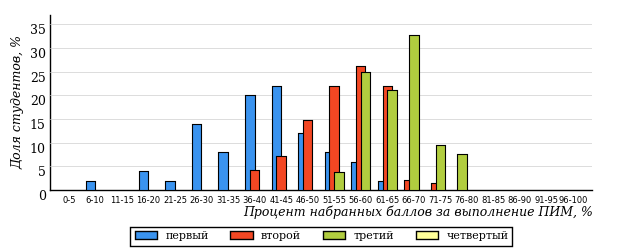 Доля студентов, %
35
30
25
20
15
10
5
0
0-5 6-10 11-15 16-20 21-25 26-30 31-35 36-40 41-45 46-50 51-55 56-60 61-65 66-70 71-75 76-80 81-85 86-90 91-95 96-100
Процент набранных баллов за выполнение ПИМ, %
первый второй третий четвертый